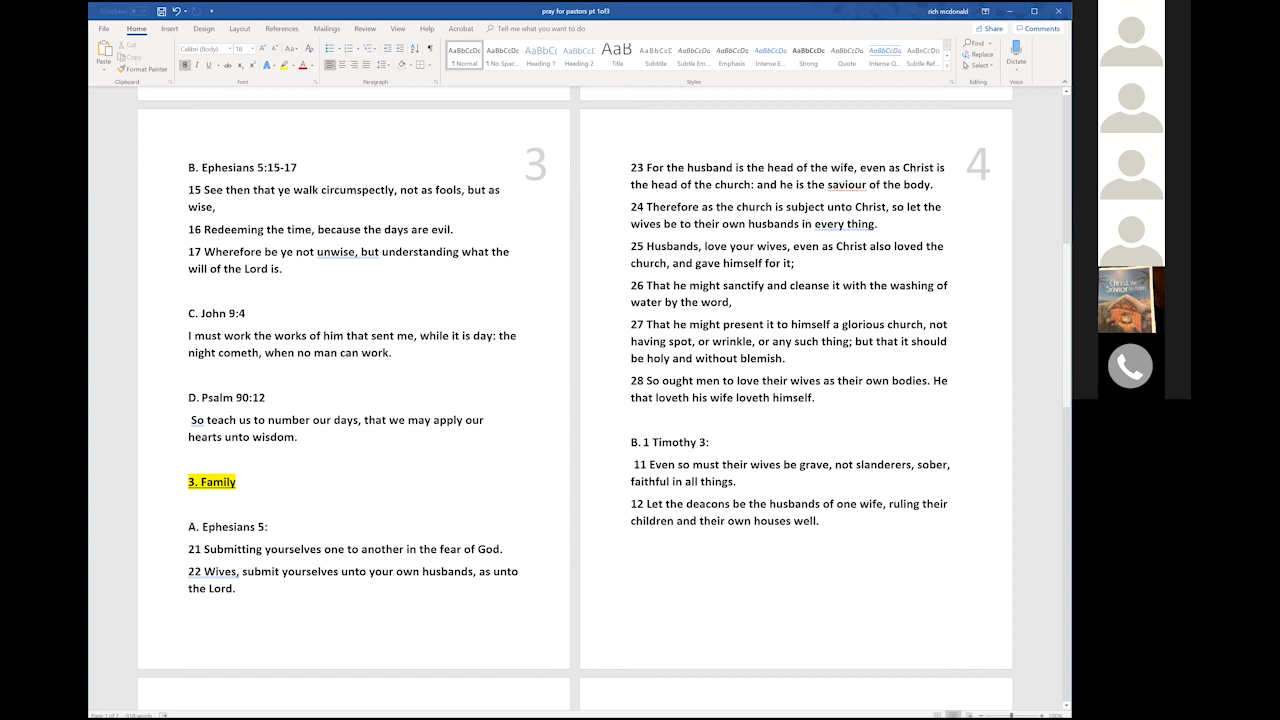 AutoSave
pray for pastors pt 1of3
rich mcdonald
File Home Insert Design Layout References Mailings Review View Help Acrobat Tell me what you want to do
Share Comments
Paste
Cut
Copy
Format Painter
Clipboard
Calibri (Body) 18
Font
Paragraph
AaBbCcDc AaBbCcDc AaBbCc AaBbCcDd AaB AaBbCcD AaBbCcDa AaBbCcDa AaBbCcDa AaBbCcDc AaBbCcDa AaBbCcDa AaBbCcDa
¶ Normal ¶ No Spac... Heading 1 Heading 2 Title Subtitle Subtle Em... Emphasis Intense E... Strong Quote Intense Q... Subtle Ref...
Styles
Find
Replace
Select
Editing
Dictate
Voice
3
B. Ephesians 5:15-17
15 See then that ye walk circumspectly, not as fools, but as
wise,
16 Redeeming the time, because the days are evil.
17 Wherefore be ye not unwise, but understanding what the
will of the Lord is.
C. John 9:4
I must work the works of him that sent me, while it is day: the
night cometh, when no man can work.
D. Psalm 90:12
So teach us to number our days, that we may apply our
hearts unto wisdom.
3. Family
A. Ephesians 5:
21 Submitting yourselves one to another in the fear of God.
22 Wives, submit yourselves unto your own husbands, as unto
the Lord.
4
23 For the husband is the head of the wife, even as Christ is
the head of the church: and he is the saviour of the body.
24 Therefore as the church is subject unto Christ, so let the
wives be to their own husbands in every thing.
25 Husbands, love your wives, even as Christ also loved the
church, and gave himself for it;
26 That he might sanctify and cleanse it with the washing of
water by the word,
27 That he might present it to himself a glorious church, not
having spot, or wrinkle, or any such thing; but that it should
be holy and without blemish.
28 So ought men to love their wives as their own bodies. He
that loveth his wife loveth himself.
B. 1 Timothy 3:
11 Even so must their wives be grave, not slanderers, sober,
faithful in all things.
12 Let the deacons be the husbands of one wife, ruling their
children and their own houses well.
Christ the
Savior
Page 1 of 7 918 words
100%